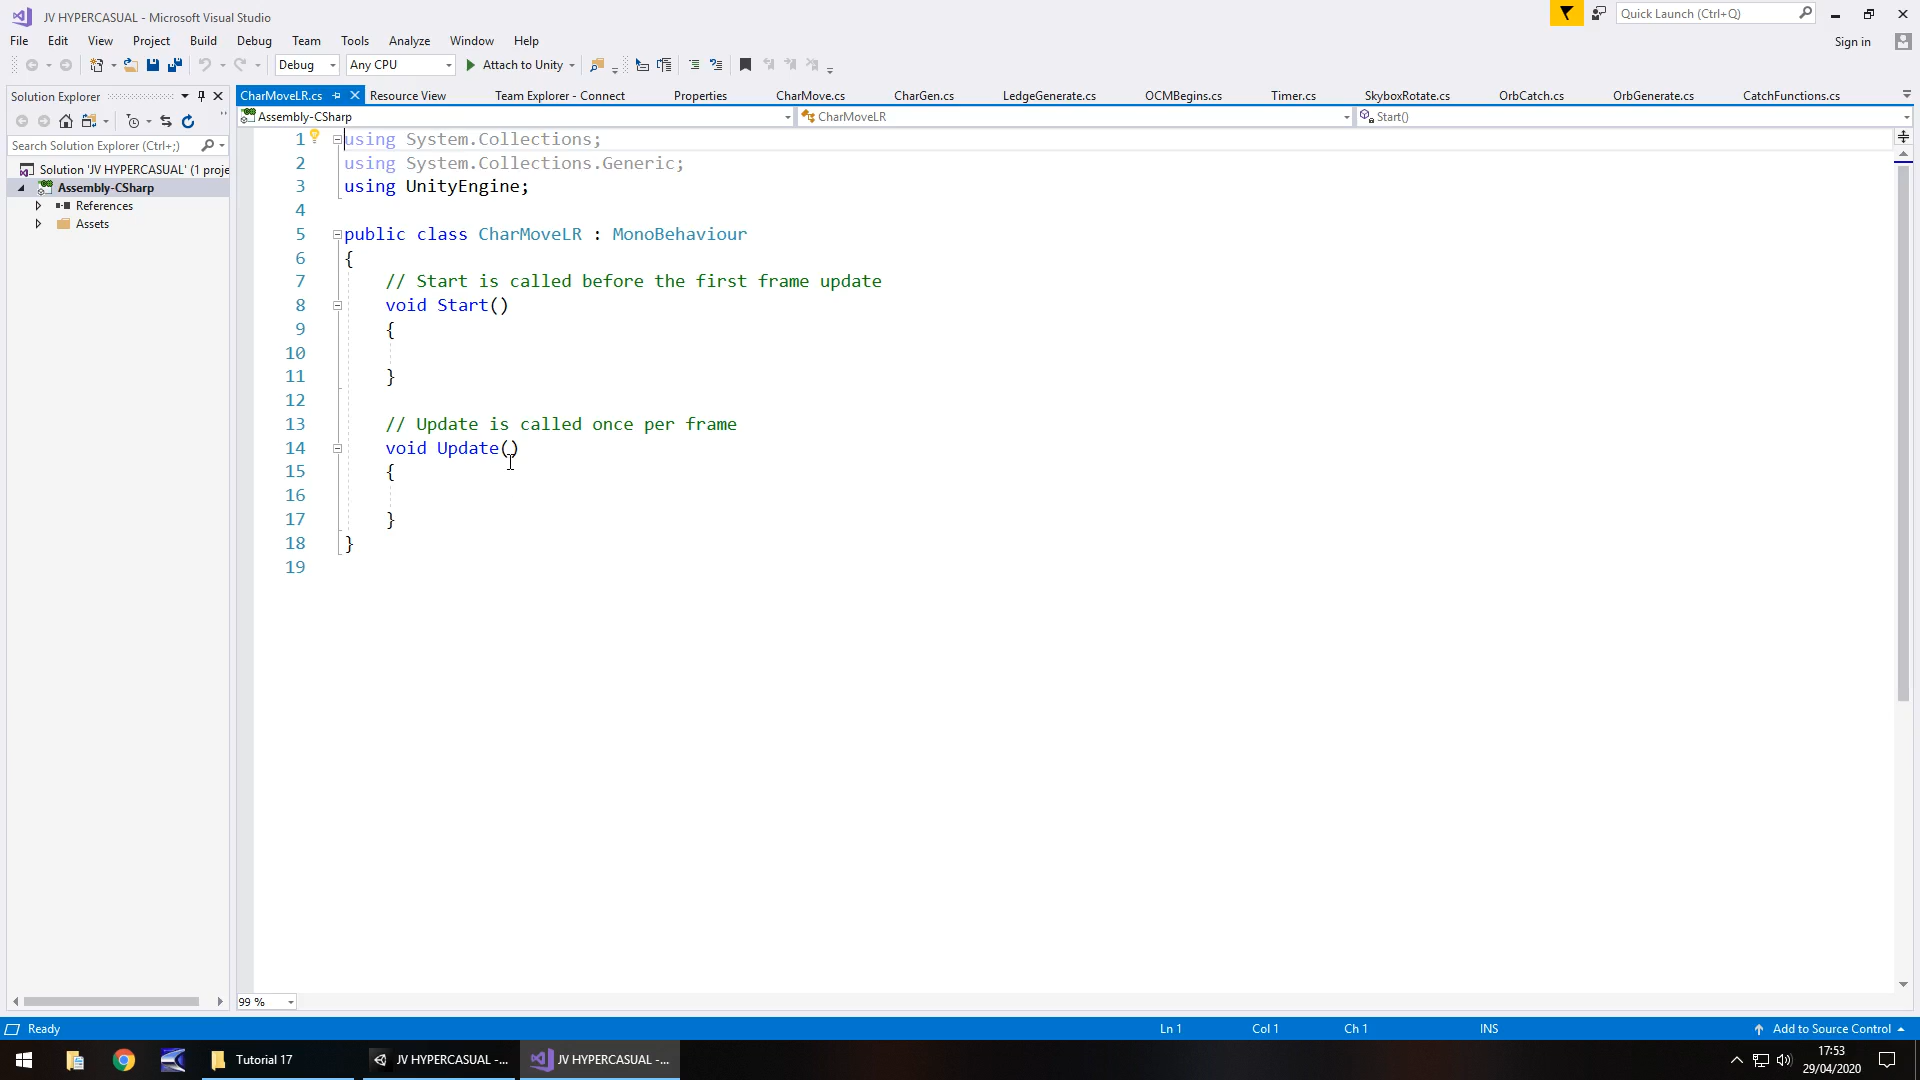 JV HYPERCASUAL - Microsoft Visual Studio
Quick Launch (Ctrl+Q)
File Edit View Project Build Debug Team Tools Analyze Window Help
Sign in
Debug Any CPU Attach to Unity
Solution Explorer
CharMoveLR.cs Resource View Team Explorer - Connect Properties CharMove.cs CharGen.cs LedgeGenerate.cs OCMBegins.cs Timer.cs SkyboxRotate.cs OrbCatch.cs OrbGenerate.cs CatchFunctions.cs
Assembly-CSharp CharMoveLR Start()
Search Solution Explorer (Ctrl+;)
Solution 'JV HYPERCASUAL' (1 proje
Assembly-CSharp
References
Assets
1 using System.Collections;
2 using System.Collections.Generic;
3 using UnityEngine;
4
5 public class CharMoveLR : MonoBehaviour
6 {
7 // Start is called before the first frame update
8 void Start()
9 {
10
11 }
12
13 // Update is called once per frame
14 void Update()
15 {
16
17 }
18 }
19
99 %
Ready Ln 1 Col 1 Ch 1 INS Add to Source Control
Tutorial 17 JV HYPERCASUAL -... JV HYPERCASUAL -...
17:53
29/04/2020